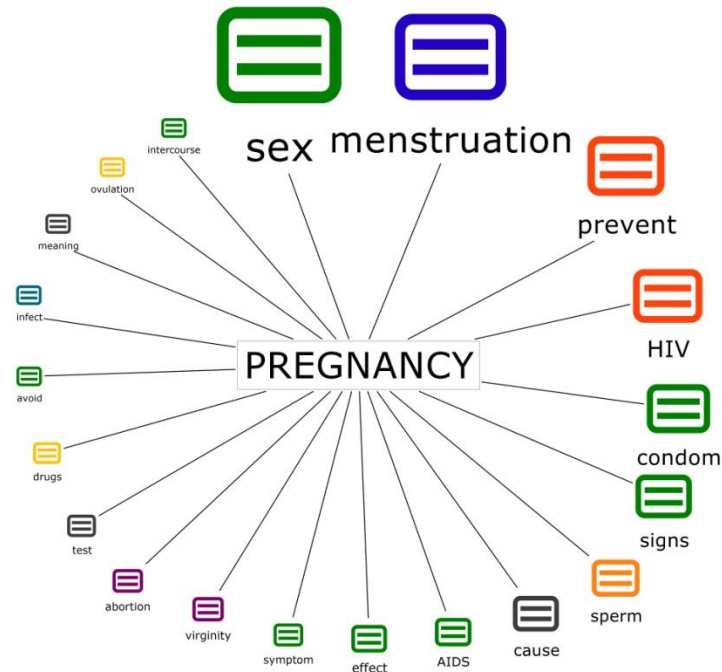 sex
menstruation
intercourse
ovulation
prevent
meaning
infect
HIV
PREGNANCY
avoid
condom
drugs
signs
test
abortion
virginity
sperm
symptom
effect
AIDS
cause